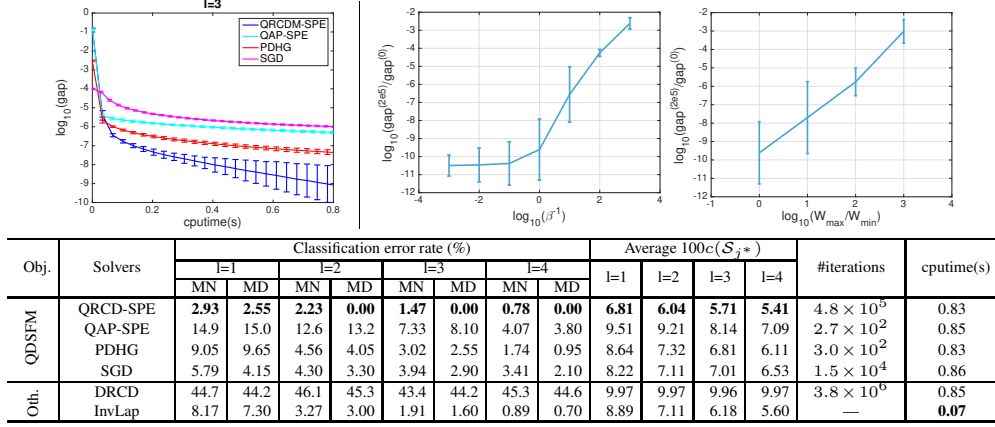 l=3
QRCDM-SPE
QAP-SPE
PDHG
SGD
log10(gap)
0
-1
-2
-3
-4
-5
-6
-7
-8
-9
-10
0 0.2 0.4 0.6 0.8
cputime(s)
log10(gap(2e5)/gap(0))
-2
-3
-4
-5
-6
-7
-8
-9
-10
-11
-12
-4 -2 0 2 4
log10(β-1)
log10(gap(2e5)/gap(0))
-2
-3
-4
-5
-6
-7
-8
-9
-10
-11
-12
-1 0 1 2 3 4
log10(Wmax/Wmin)
Obj. Solvers Classification error rate (%) Average 100c(Sj*) #iterations cputime(s)
l=1 l=2 l=3 l=4 l=1 l=2 l=3 l=4
MN MD MN MD MN MD MN MD
QDSFM
QRCD-SPE 2.93 2.55 2.23 0.00 1.47 0.00 0.78 0.00 6.81 6.04 5.71 5.41 4.8 × 10^5 0.83
QAP-SPE 14.9 15.0 12.6 13.2 7.33 8.10 4.07 3.80 9.51 9.21 8.14 7.09 2.7 × 10^2 0.85
PDHG 9.05 9.65 4.56 4.05 3.02 2.55 1.74 0.95 8.64 7.32 6.81 6.11 3.0 × 10^2 0.83
SGD 5.79 4.15 4.30 3.30 3.94 2.90 3.41 2.10 8.22 7.11 7.01 6.53 1.5 × 10^4 0.86
Oth.
DRCD 44.7 44.2 46.1 45.3 43.4 44.2 45.3 44.6 9.97 9.97 9.96 9.97 3.8 × 10^6 0.85
InvLap 8.17 7.30 3.27 3.00 1.91 1.60 0.89 0.70 8.89 7.11 6.18 5.60 — 0.07